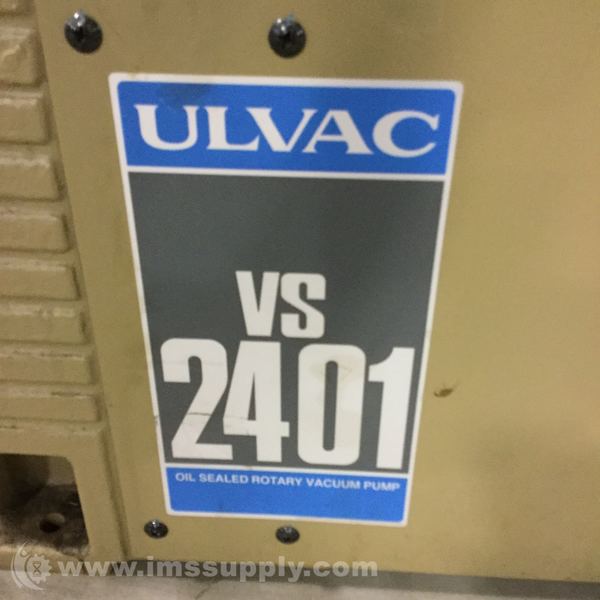 ULVAC
VS
2401
OIL SEALED ROTARY VACUUM PUMP
www.imssupply.com